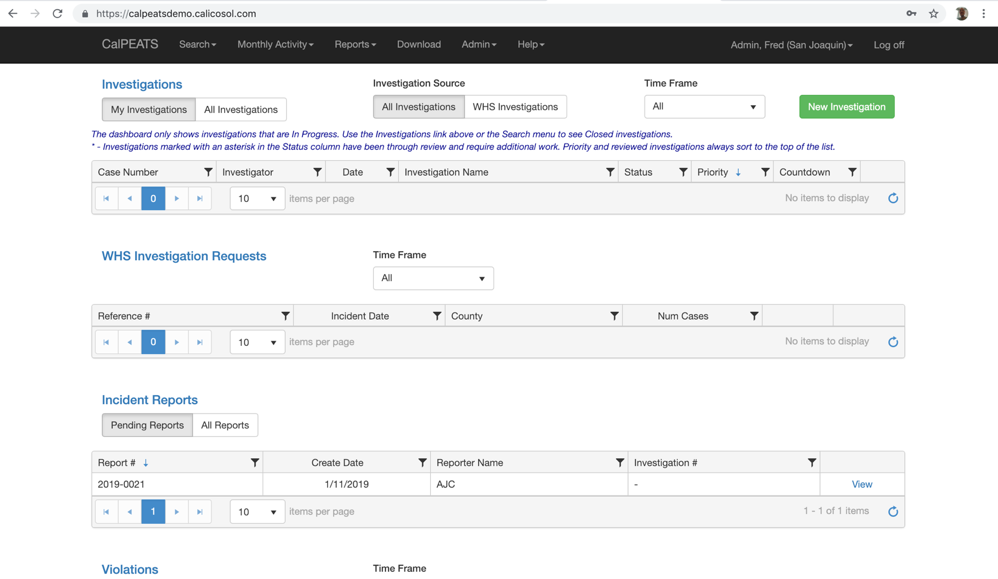 https://calpeatsdemo.calicosol.com
CalPEATS Search Monthly Activity Reports Download Admin Help Admin, Fred (San Joaquin) Log off
Investigations Investigation Source Time Frame
My Investigations All Investigations All Investigations WHS Investigations All New Investigation
The dashboard only shows investigations that are In Progress. Use the Investigations link above or the Search menu to see Closed investigations.
* - Investigations marked with an asterisk in the Status column have been through review and require additional work. Priority and reviewed investigations always sort to the top of the list.
Case Number Investigator Date Investigation Name Status Priority Countdown
0 10 items per page No items to display
WHS Investigation Requests Time Frame
All
Reference # Incident Date County Num Cases
0 10 items per page No items to display
Incident Reports
Pending Reports All Reports
Report # Create Date Reporter Name Investigation #
2019-0021 1/11/2019 AJC - View
1 10 items per page 1 - 1 of 1 items
Violations Time Frame